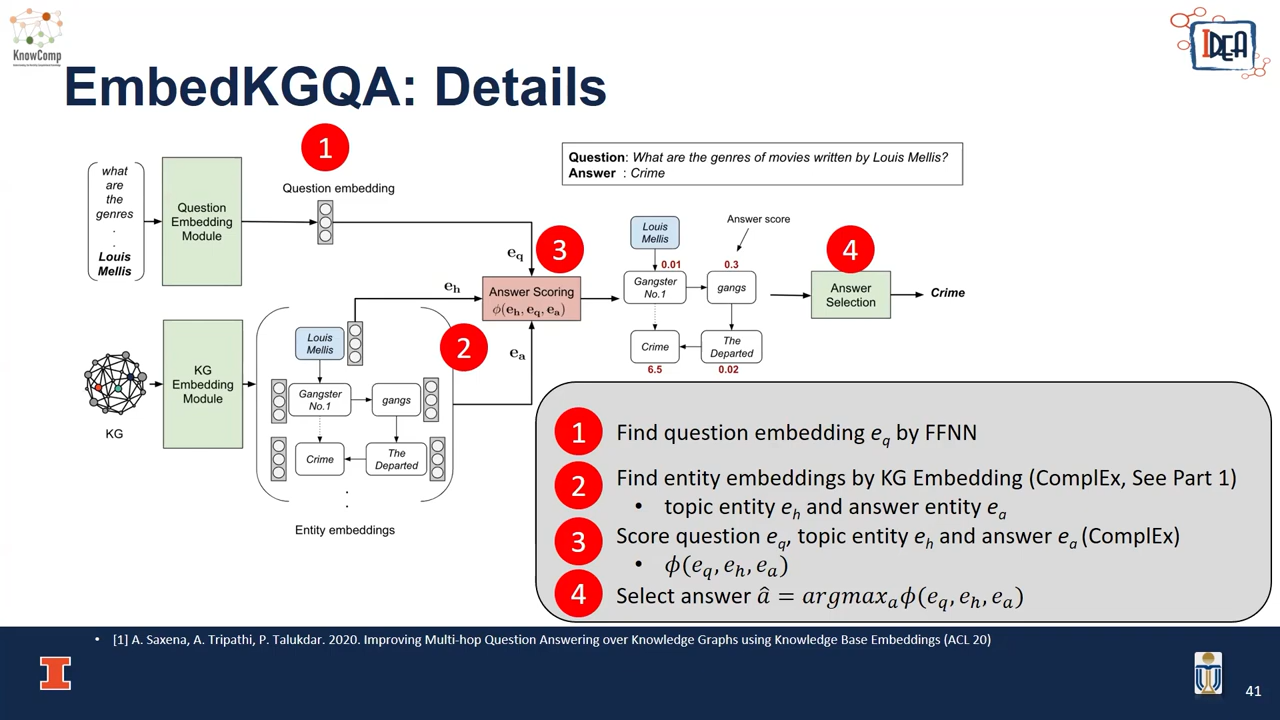 KnowComp
IDEA
EmbedKGQA: Details
1
Question embedding
what
are
the
genres
.
.
Louis
Mellis
Question
Embedding
Module
Question: What are the genres of movies written by Louis Mellis?
Answer : Crime
e_q
3
e_h
Answer Scoring
ϕ(e_h, e_q, e_a)
e_a
2
Louis
Mellis
Answer score
0.01
0.3
Gangster
No.1
gangs
Crime
The
Departed
6.5
0.02
4
Answer
Selection
Crime
KG
KG
Embedding
Module
Louis
Mellis
Gangster
No.1
gangs
Crime
The
Departed
.
.
Entity embeddings
1 Find question embedding e_q by FFNN
2 Find entity embeddings by KG Embedding (ComplEx, See Part 1)
• topic entity e_h and answer entity e_a
3 Score question e_q, topic entity e_h and answer e_a (ComplEx)
• ϕ(e_q, e_h, e_a)
4 Select answer â = argmax_a ϕ(e_q, e_h, e_a)
• [1] A. Saxena, A. Tripathi, P. Talukdar. 2020. Improving Multi-hop Question Answering over Knowledge Graphs using Knowledge Base Embeddings (ACL 20)
I
41